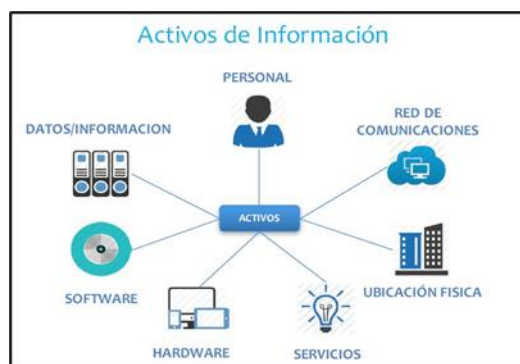 Activos de Información
PERSONAL
DATOS/INFORMACION
RED DE
COMUNICACIONES
ACTIVOS
SOFTWARE
UBICACIÓN FISICA
HARDWARE
SERVICIOS